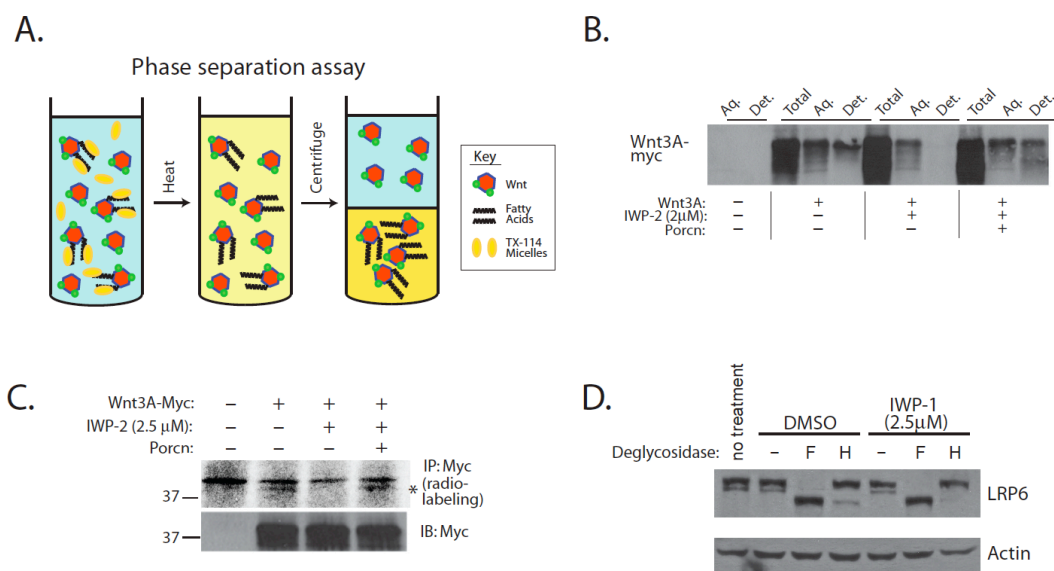 A.
Phase separation assay
Heat
Centrifuge
Key
Wnt
Fatty
Acids
TX-114
Micelles
B.
Aq. Det. Total Aq. Det. Total Aq. Det. Total Aq. Det.
Wnt3A-
myc
Wnt3A: – + + +
IWP-2 (2μM): – – + +
Porcn: – – – +
C.
Wnt3A-Myc: – + + +
IWP-2 (2.5 μM): – – + +
Porcn: – – – +
IP: Myc
(radio-
labeling)
37
*
37
IB: Myc
D.
no treatment
DMSO
IWP-1
(2.5μM)
Deglycosidase: – F H – F H
LRP6
Actin